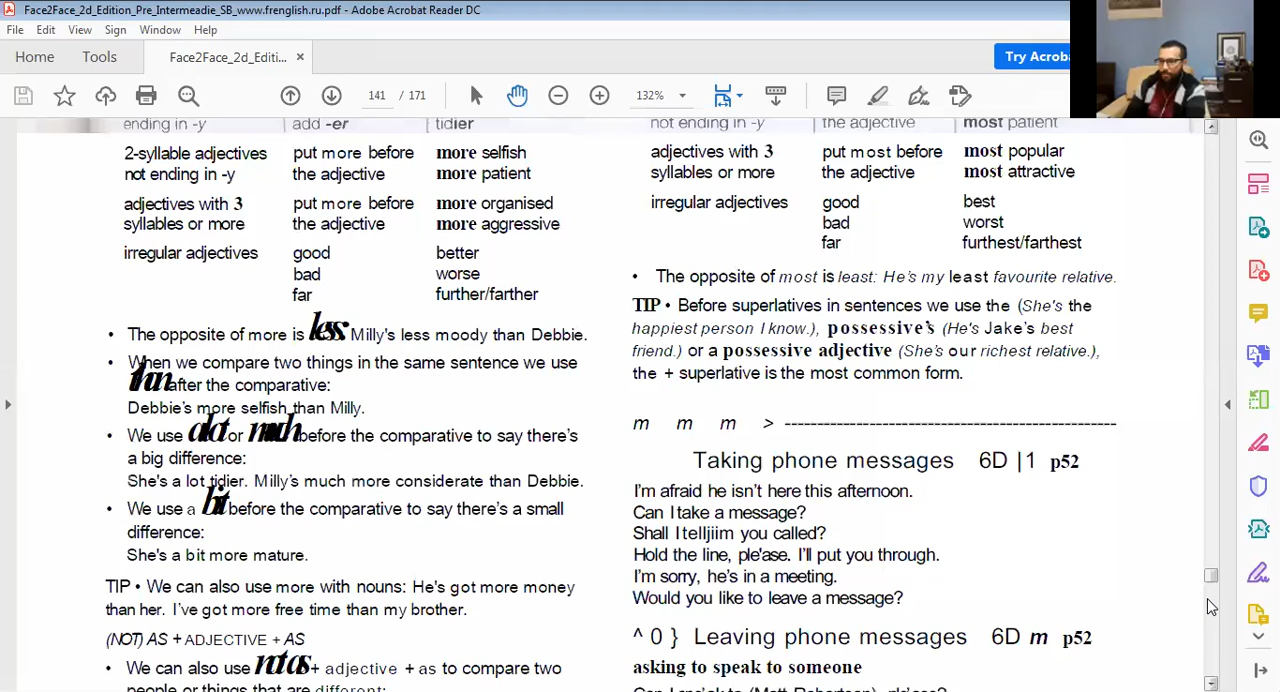 Face2Face_2d_Edition_Pre_Intermeadie_SB_www.frenglish.ru.pdf - Adobe Acrobat Reader DC
File Edit View Sign Window Help
Home Tools Face2Face_2d_Editi... ×
Try Acroba
141 / 171 132%
ending in -y add -er tidier
2-syllable adjectives put more before more selfish
not ending in -y the adjective more patient
adjectives with 3 put more before more organised
syllables or more the adjective more aggressive
irregular adjectives good better
bad worse
far further/farther
• The opposite of more is less: Milly's less moody than Debbie.
• When we compare two things in the same sentence we use
than after the comparative:
Debbie's more selfish than Milly.
• We use a lot or much before the comparative to say there's
a big difference:
She's a lot tidier. Milly's much more considerate than Debbie.
• We use a bit before the comparative to say there's a small
difference:
She's a bit more mature.
TIP • We can also use more with nouns: He's got more money
than her. I've got more free time than my brother.
(NOT) AS + ADJECTIVE + AS
• We can also use not as + adjective + as to compare two
people or things that are different:
not ending in -y the adjective most patient
adjectives with 3 put most before most popular
syllables or more the adjective most attractive
irregular adjectives good best
bad worst
far furthest/farthest
• The opposite of most is least: He's my least favourite relative.
TIP • Before superlatives in sentences we use the (She's the
happiest person I know.), possessive's (He's Jake's best
friend.) or a possessive adjective (She's our richest relative.),
the + superlative is the most common form.
m m m > ---------------------------------------------------
Taking phone messages 6D |1 p52
I'm afraid he isn't here this afternoon.
Can I take a message?
Shall I telljiim you called?
Hold the line, ple'ase. I'll put you through.
I'm sorry, he's in a meeting.
Would you like to leave a message?
^ 0 } Leaving phone messages 6D m p52
asking to speak to someone